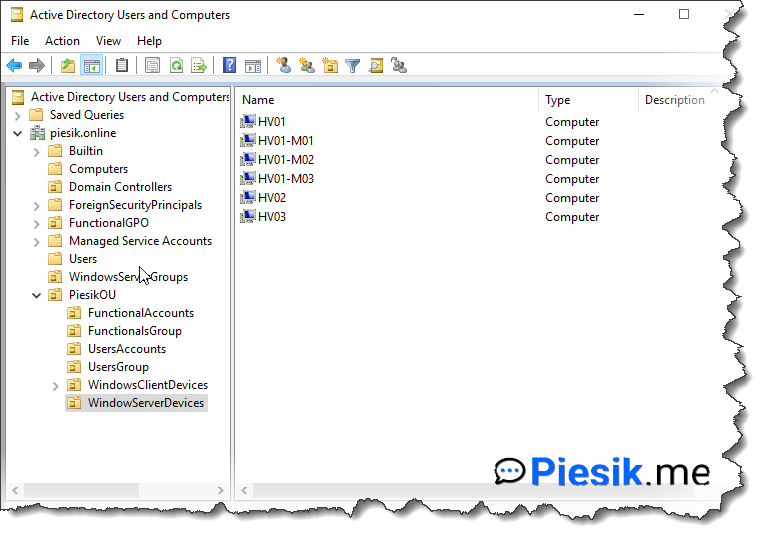 Active Directory Users and Computers
File Action View Help
Active Directory Users and Computers
Saved Queries
piesik.online
Builtin
Computers
Domain Controllers
ForeignSecurityPrincipals
FunctionalGPO
Managed Service Accounts
Users
WindowsServerGroups
PiesikOU
FunctionalAccounts
FunctionalsGroup
UsersAccounts
UsersGroup
WindowsClientDevices
WindowServerDevices
Name Type Description
HV01 Computer
HV01-M01 Computer
HV01-M02 Computer
HV01-M03 Computer
HV02 Computer
HV03 Computer
Piesik.me